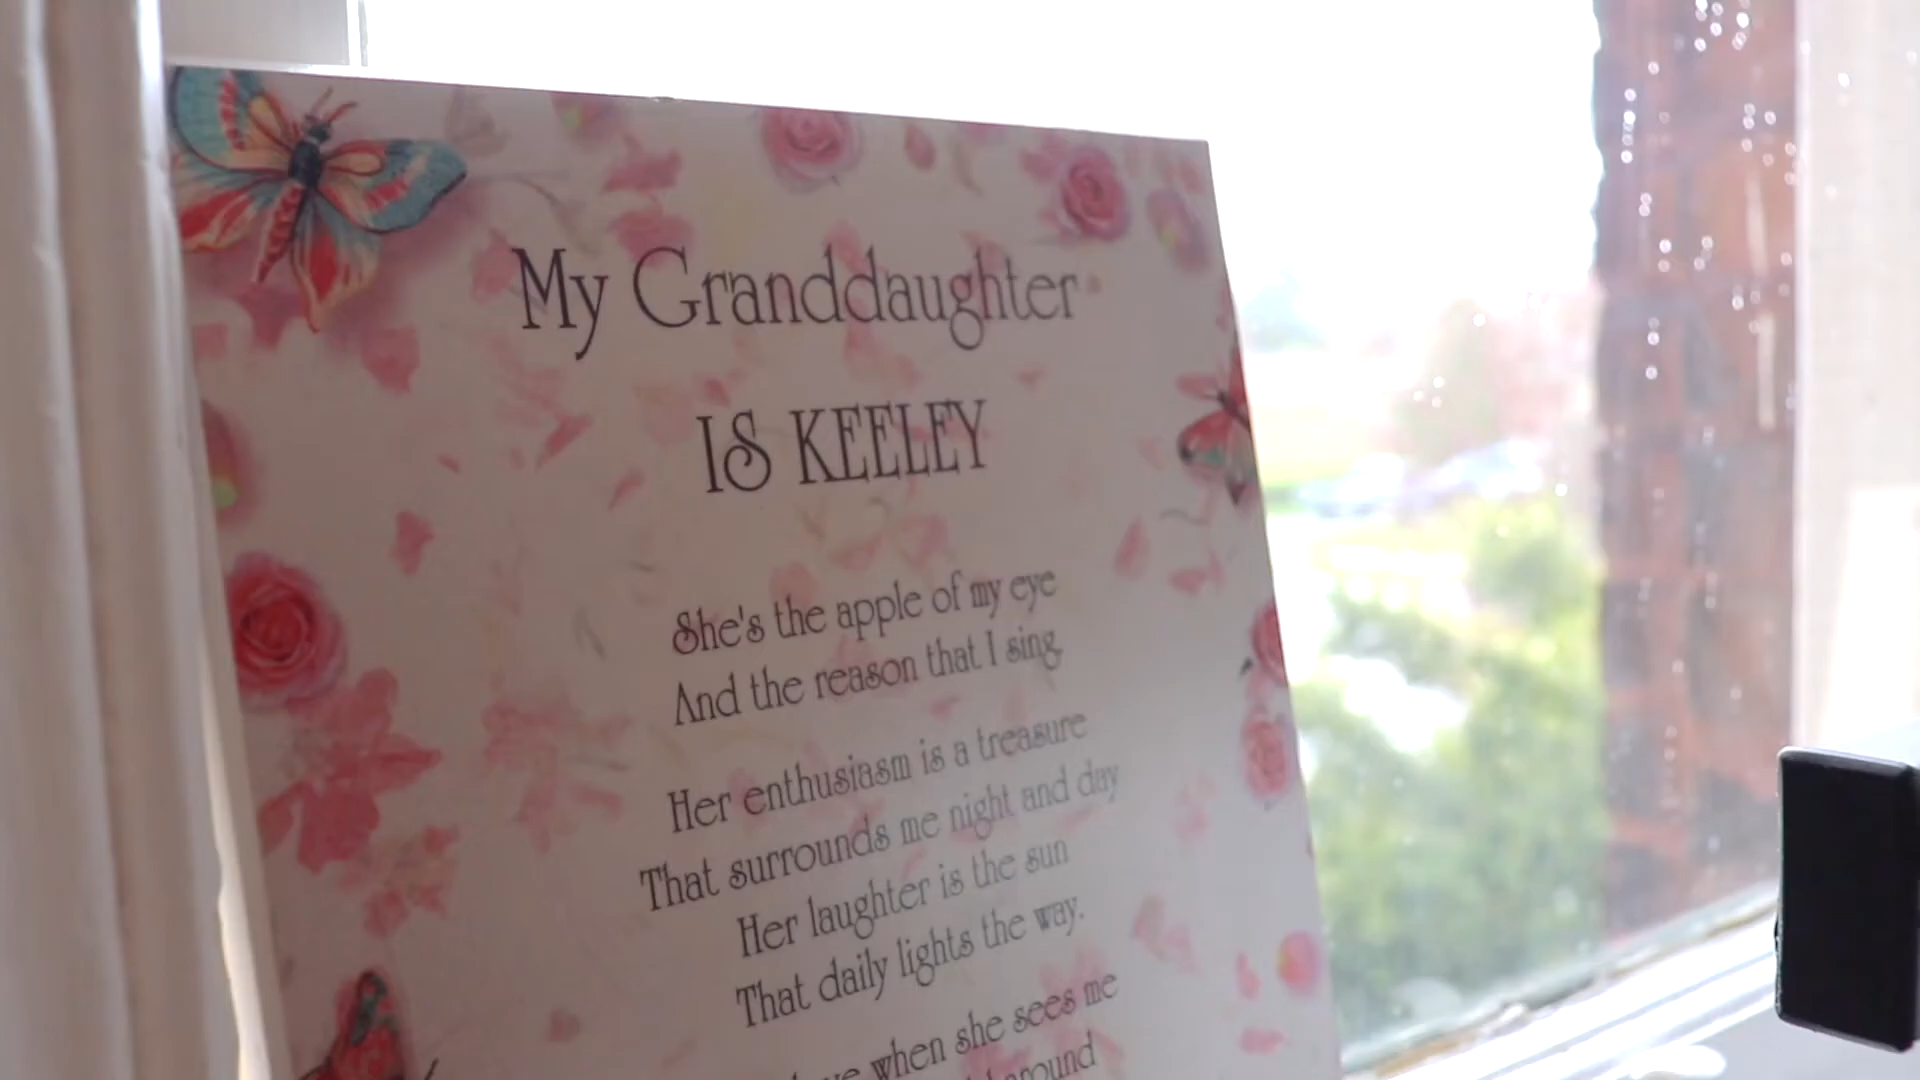 My Granddaughter
IS KEELEY
She's the apple of my eye
And the reason that I sing.
Her enthusiasm is a treasure
That surrounds me night and day
Her laughter is the sun
That daily lights the way.
when she sees me
around